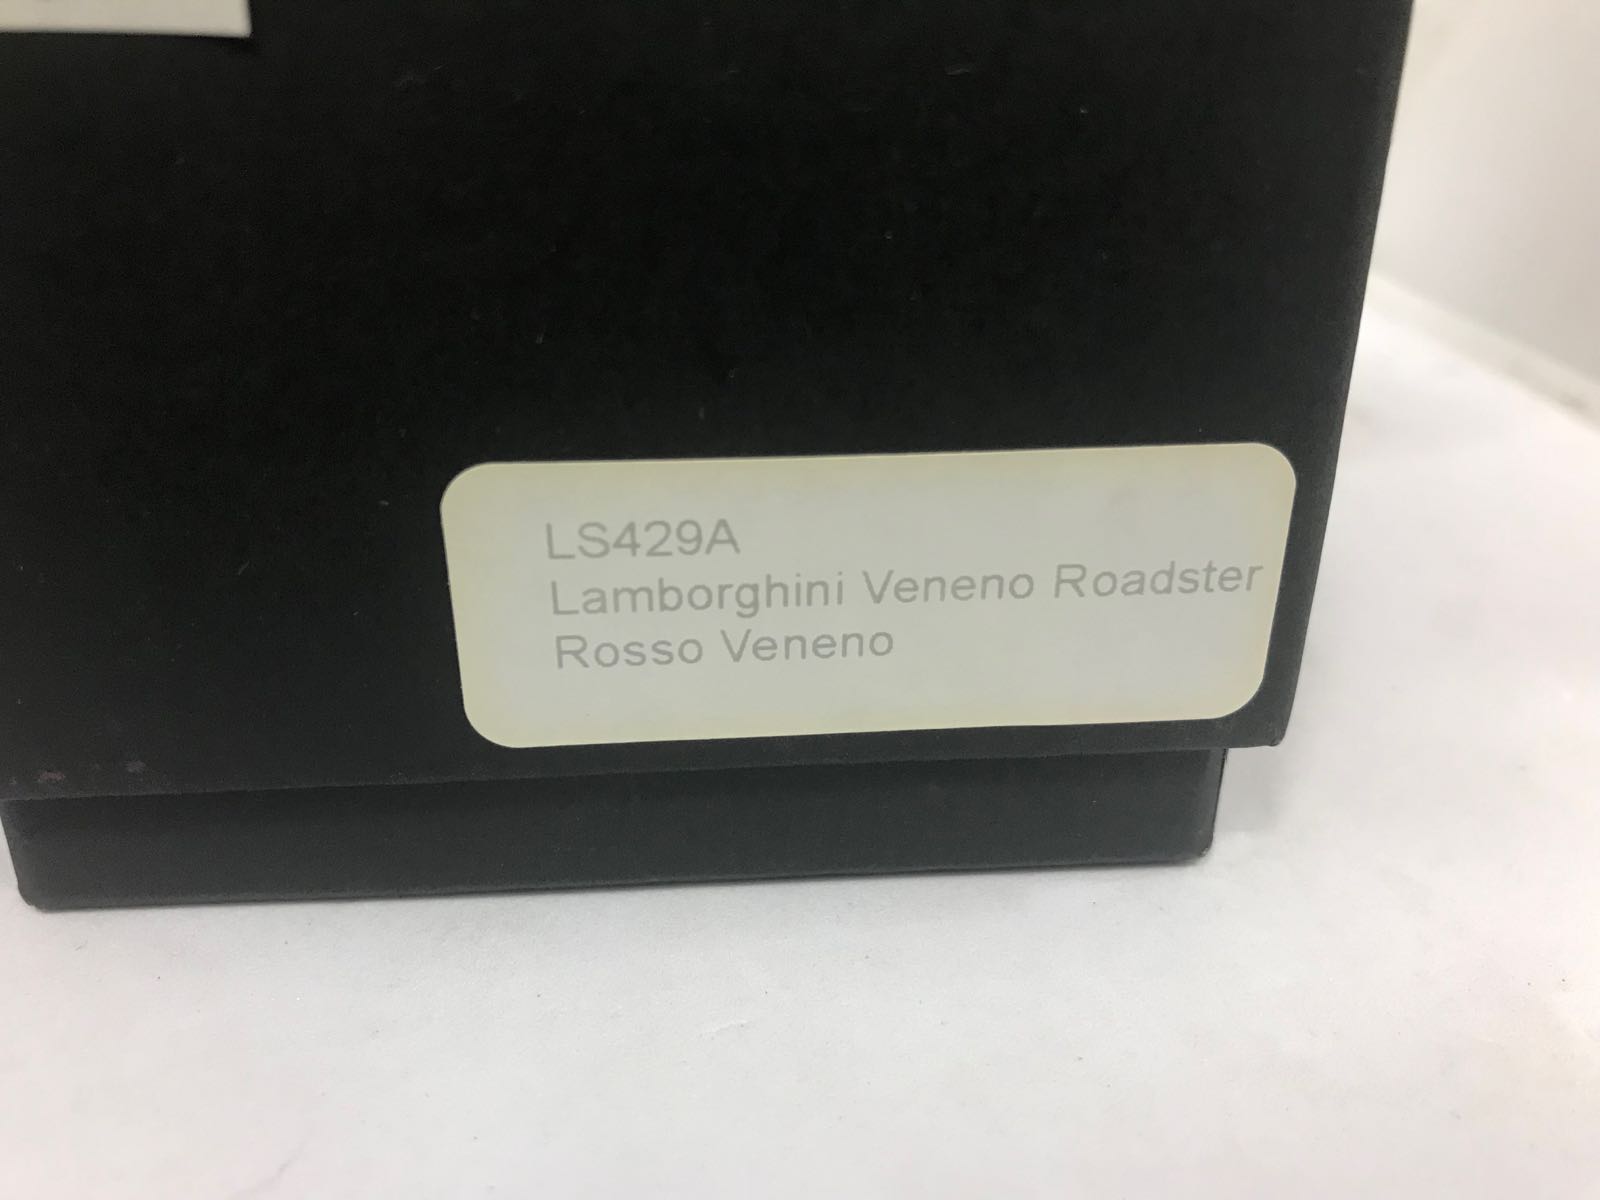 LS429A
Lamborghini Veneno Roadster
Rosso Veneno